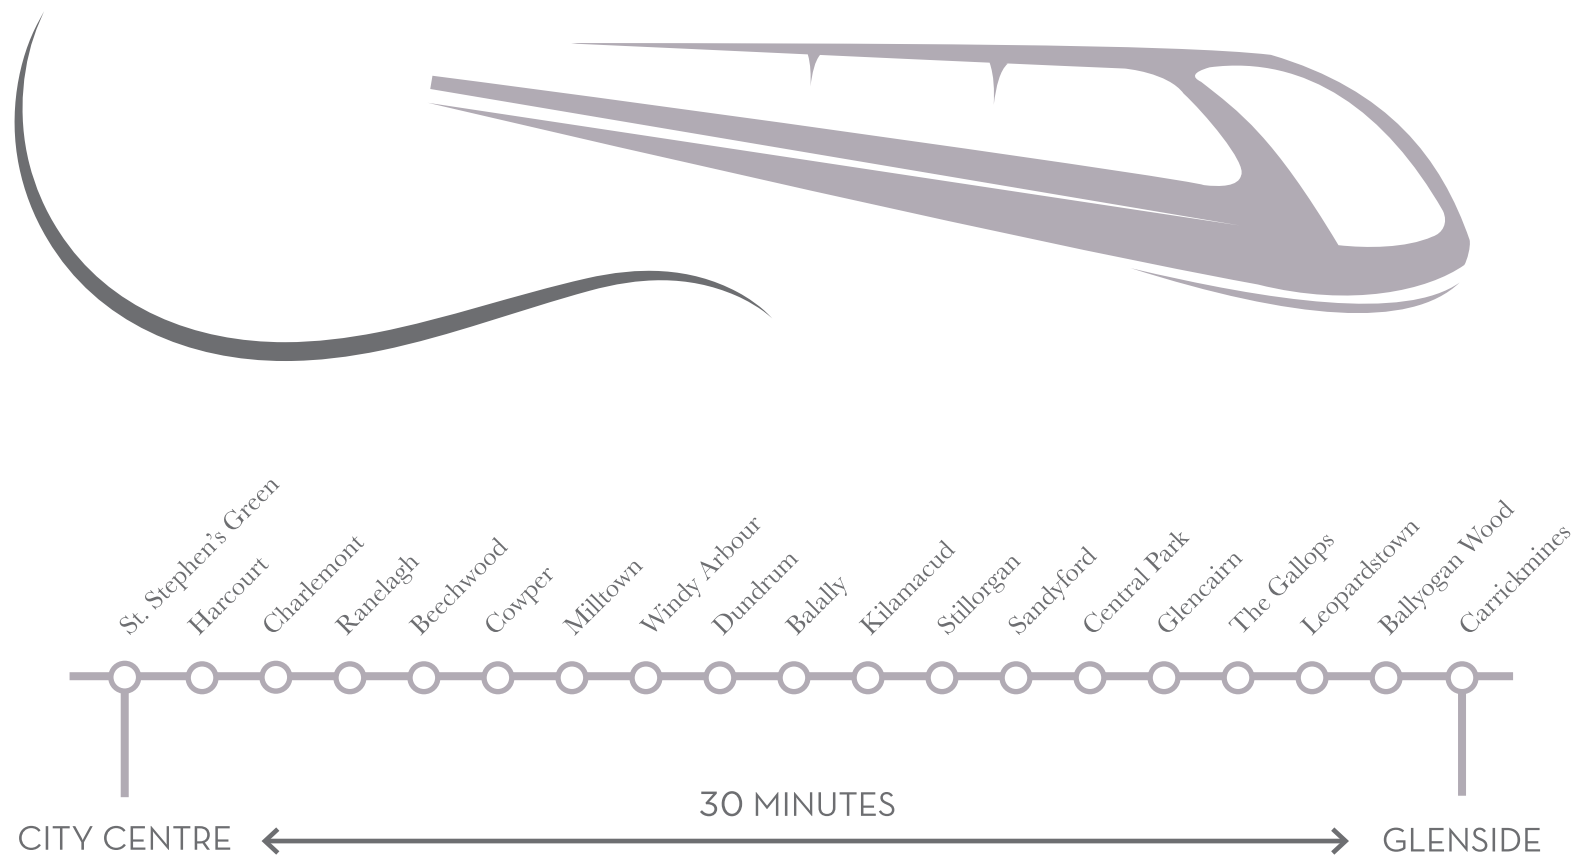 St. Stephen's Green
Harcourt
Charlemont
Ranelagh
Beechwood
Cowper
Milltown
Windy Arbour
Dundrum
Balally
Kilamacud
Stillorgan
Sandyford
Central Park
Glencairn
The Gallops
Leopardstown
Ballyogan Wood
Carrickmines
30 MINUTES
CITY CENTRE
GLENSIDE